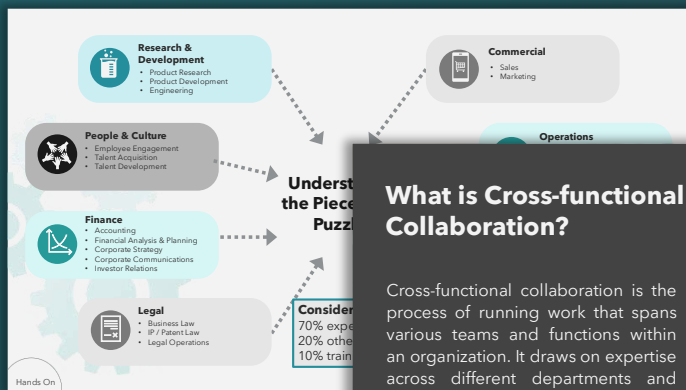 Research &
Development
• Product Research
• Product Development
• Engineering
Commercial
• Sales
• Marketing
People & Culture
• Employee Engagement
• Talent Acquisition
• Talent Development
Operations
Finance
• Accounting
• Financial Analysis & Planning
• Corporate Strategy
• Corporate Communications
• Investor Relations
Legal
• Business Law
• IP / Patent Law
• Legal Operations
Underst
the Piece
Puzzl
Consider
70% expe
20% othe
10% train
Hands On
What is Cross-functional
Collaboration?
Cross-functional collaboration is the
process of running work that spans
various teams and functions within
an organization. It draws on expertise
across different departments and